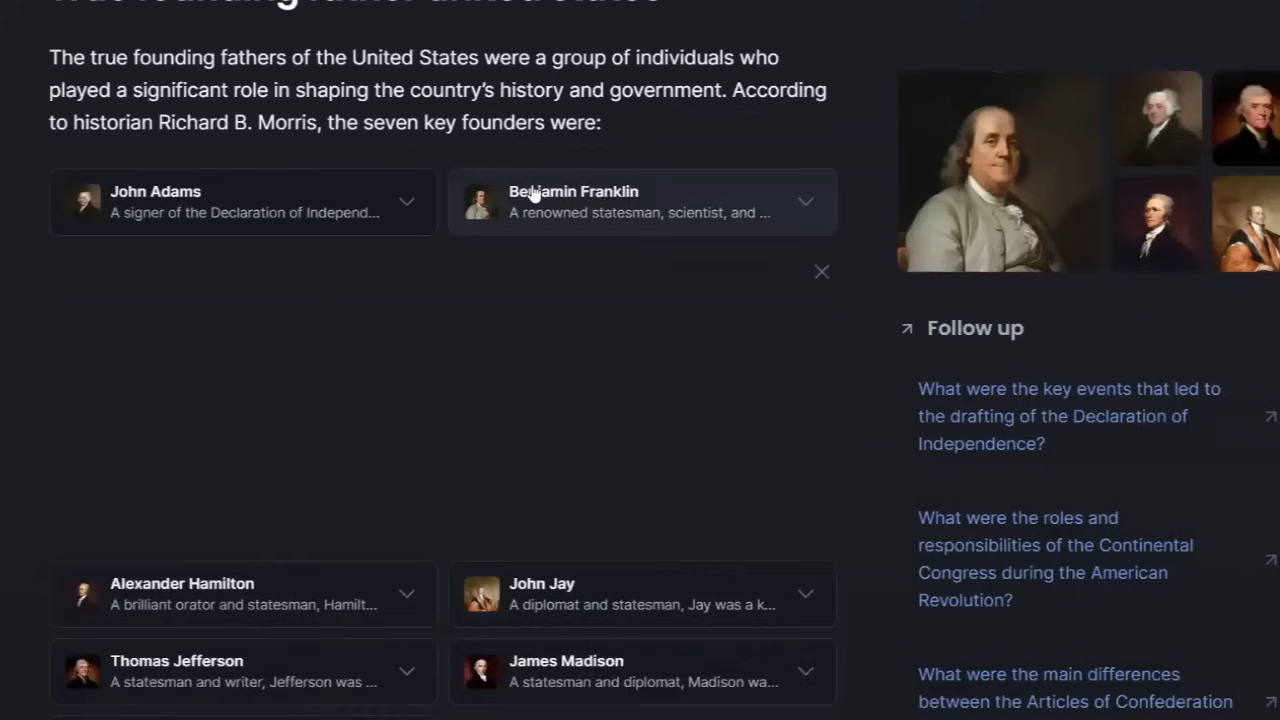 The true founding fathers of the United States were a group of individuals who
played a significant role in shaping the country's history and government. According
to historian Richard B. Morris, the seven key founders were:
John Adams
A signer of the Declaration of Independ...
Benjamin Franklin
A renowned statesman, scientist, and ...
Alexander Hamilton
A brilliant orator and statesman, Hamilt...
John Jay
A diplomat and statesman, Jay was a k...
Thomas Jefferson
A statesman and writer, Jefferson was ...
James Madison
A statesman and diplomat, Madison wa...
Follow up
What were the key events that led to
the drafting of the Declaration of
Independence?
What were the roles and
responsibilities of the Continental
Congress during the American
Revolution?
What were the main differences
between the Articles of Confederation